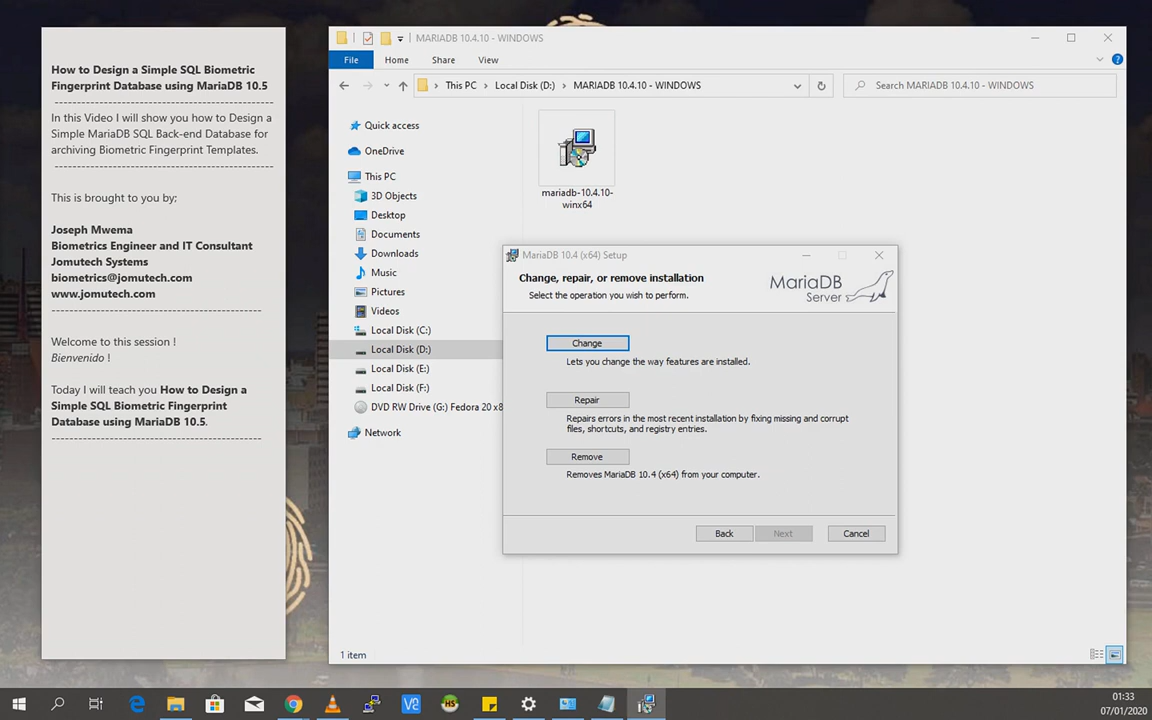 How to Design a Simple SQL Biometric
Fingerprint Database using MariaDB 10.5
In this Video I will show you how to Design a
Simple MariaDB SQL Back-end Database for
archiving Biometric Fingerprint Templates.
This is brought to you by;
Joseph Mwema
Biometrics Engineer and IT Consultant
Jomutech Systems
biometrics@jomutech.com
www.jomutech.com
Welcome to this session !
Bienvenido !
Today I will teach you How to Design a
Simple SQL Biometric Fingerprint
Database using MariaDB 10.5.
MARIADB 10.4.10 - WINDOWS
File Home Share View
This PC > Local Disk (D:) > MARIADB 10.4.10 - WINDOWS
Search MARIADB 10.4.10 - WINDOWS
Quick access
OneDrive
This PC
3D Objects
Desktop
Documents
Downloads
Music
Pictures
Videos
Local Disk (C:)
Local Disk (D:)
Local Disk (E:)
Local Disk (F:)
DVD RW Drive (G:) Fedora 20 x8
Network
mariadb-10.4.10-
winx64
MariaDB 10.4 (x64) Setup
Change, repair, or remove installation
Select the operation you wish to perform.
MariaDB
Server
Change
Lets you change the way features are installed.
Repair
Repairs errors in the most recent installation by fixing missing and corrupt
files, shortcuts, and registry entries.
Remove
Removes MariaDB 10.4 (x64) from your computer.
Back Next Cancel
1 item
01:33
07/01/2020